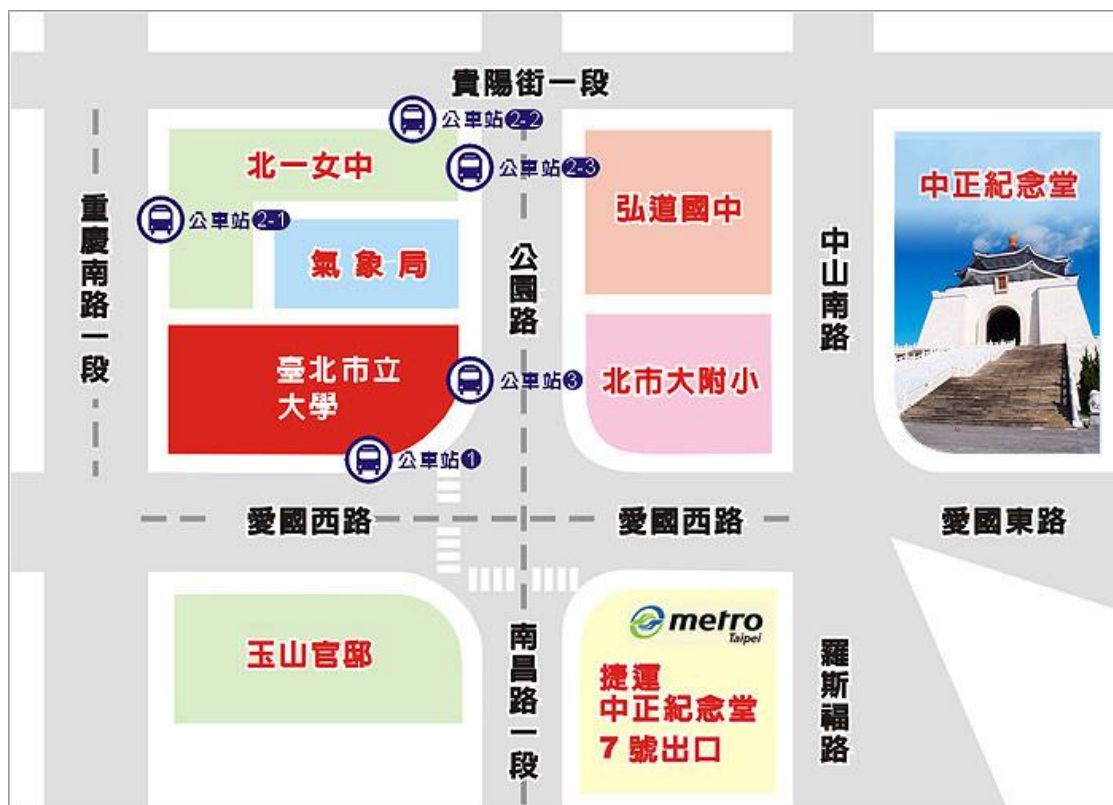 貴陽街一段
公車站2-2
北一女中
公車站2-3
弘道國中
中正紀念堂
重慶南路一段
公車站2-1
氣象局
公園路
中山南路
臺北市立
大學
公車站3
北市大附小
公車站1
愛國西路
愛國西路
愛國東路
玉山官邸
南昌路一段
metro
Taipei
捷運
中正紀念堂
7號出口
羅斯福路